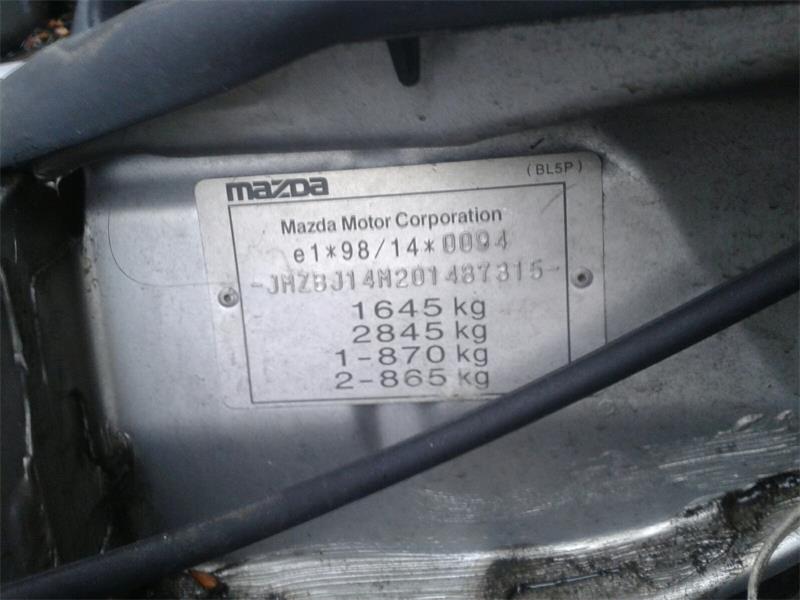 mazda
(BL5P)
Mazda Motor Corporation
e1*98/14*0094
-JMZBJ14M201487315-
1645 kg
2845 kg
1-870 kg
2-865 kg